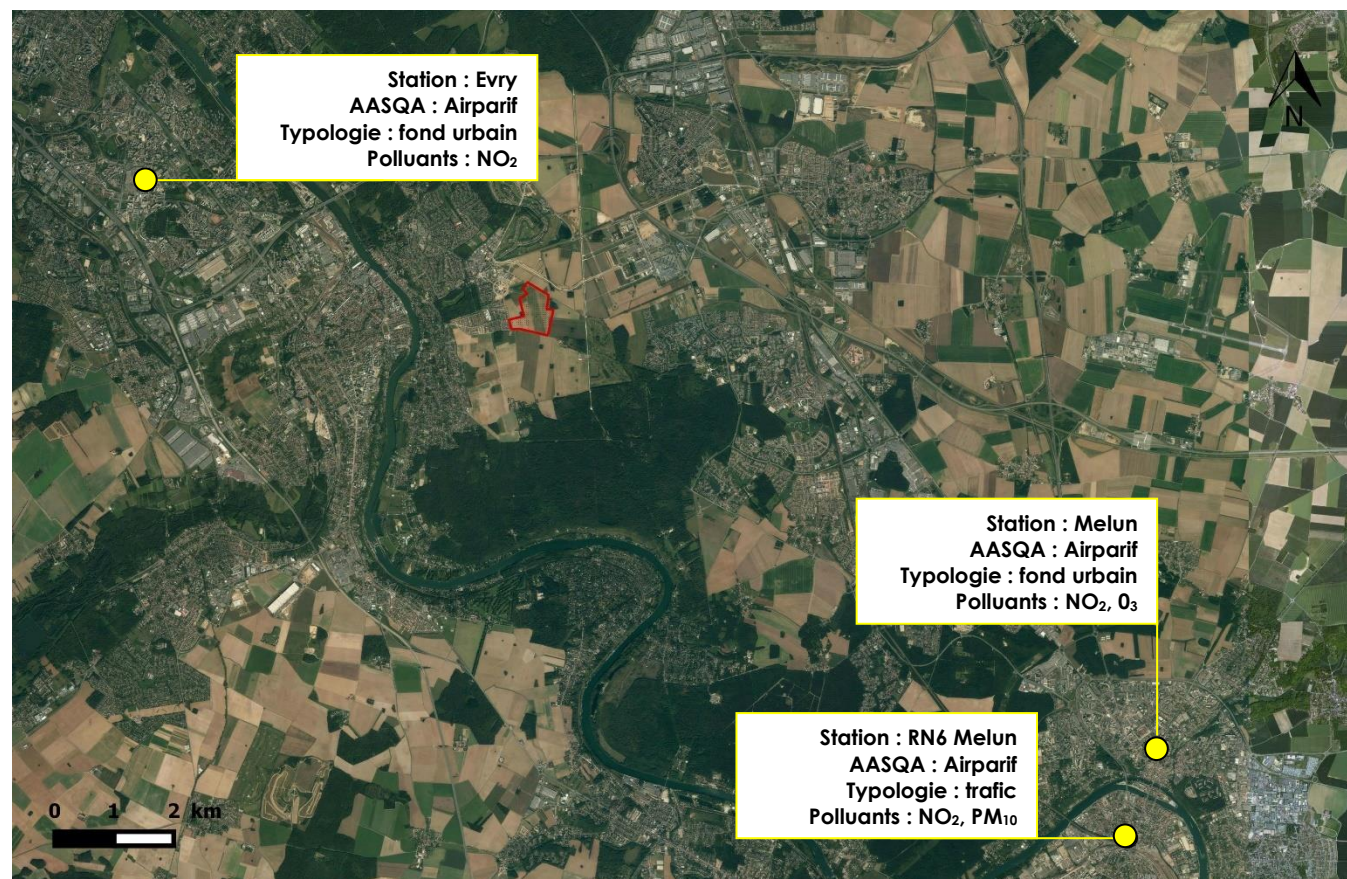 Station : Evry
AASQA : Airparif
Typologie : fond urbain
Polluants : NO₂
N
Station : Melun
AASQA : Airparif
Typologie : fond urbain
Polluants : NO₂, 0₃
Station : RN6 Melun
AASQA : Airparif
Typologie : trafic
Polluants : NO₂, PM₁₀
0 1 2 km